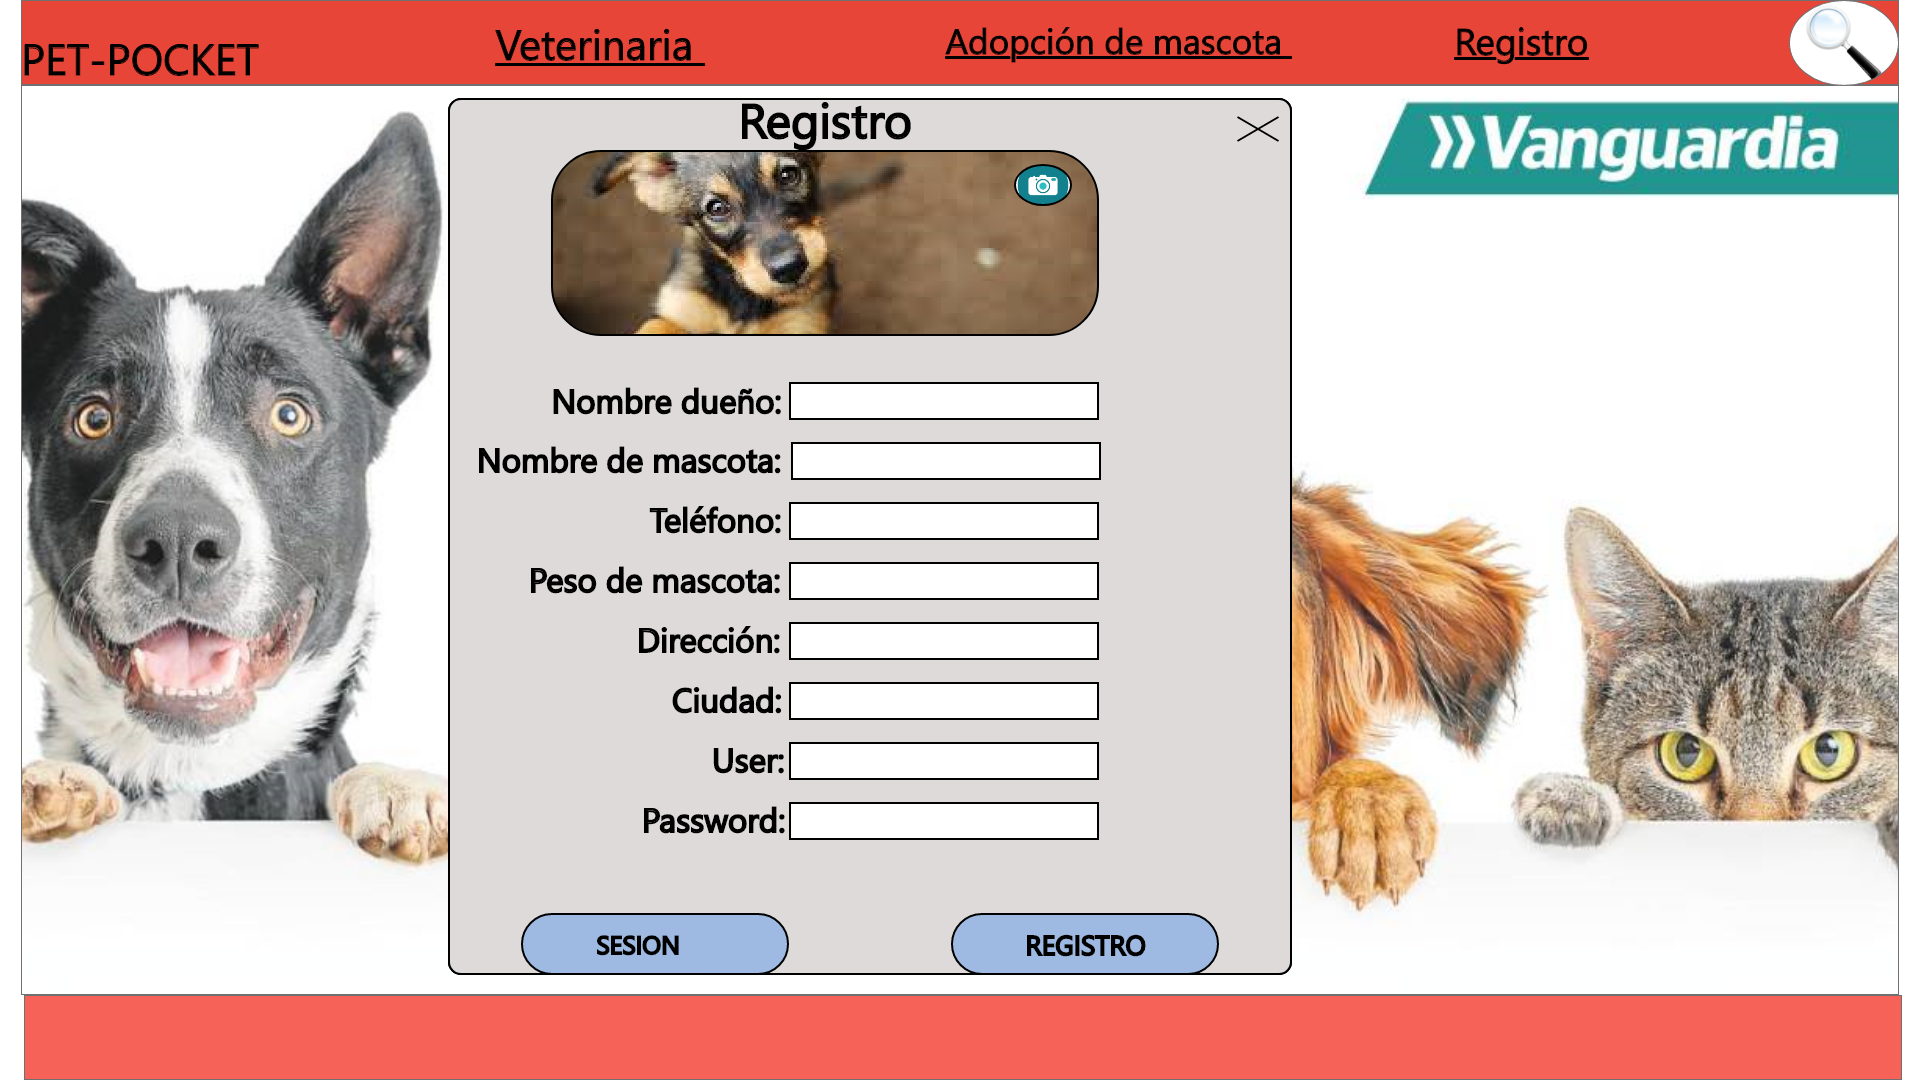 PET-POCKET
Veterinaria
Adopción de mascota
Registro
Vanguardia
Registro
Nombre dueño:
Nombre de mascota:
Teléfono:
Peso de mascota:
Dirección:
Ciudad:
User:
Password:
SESION
REGISTRO